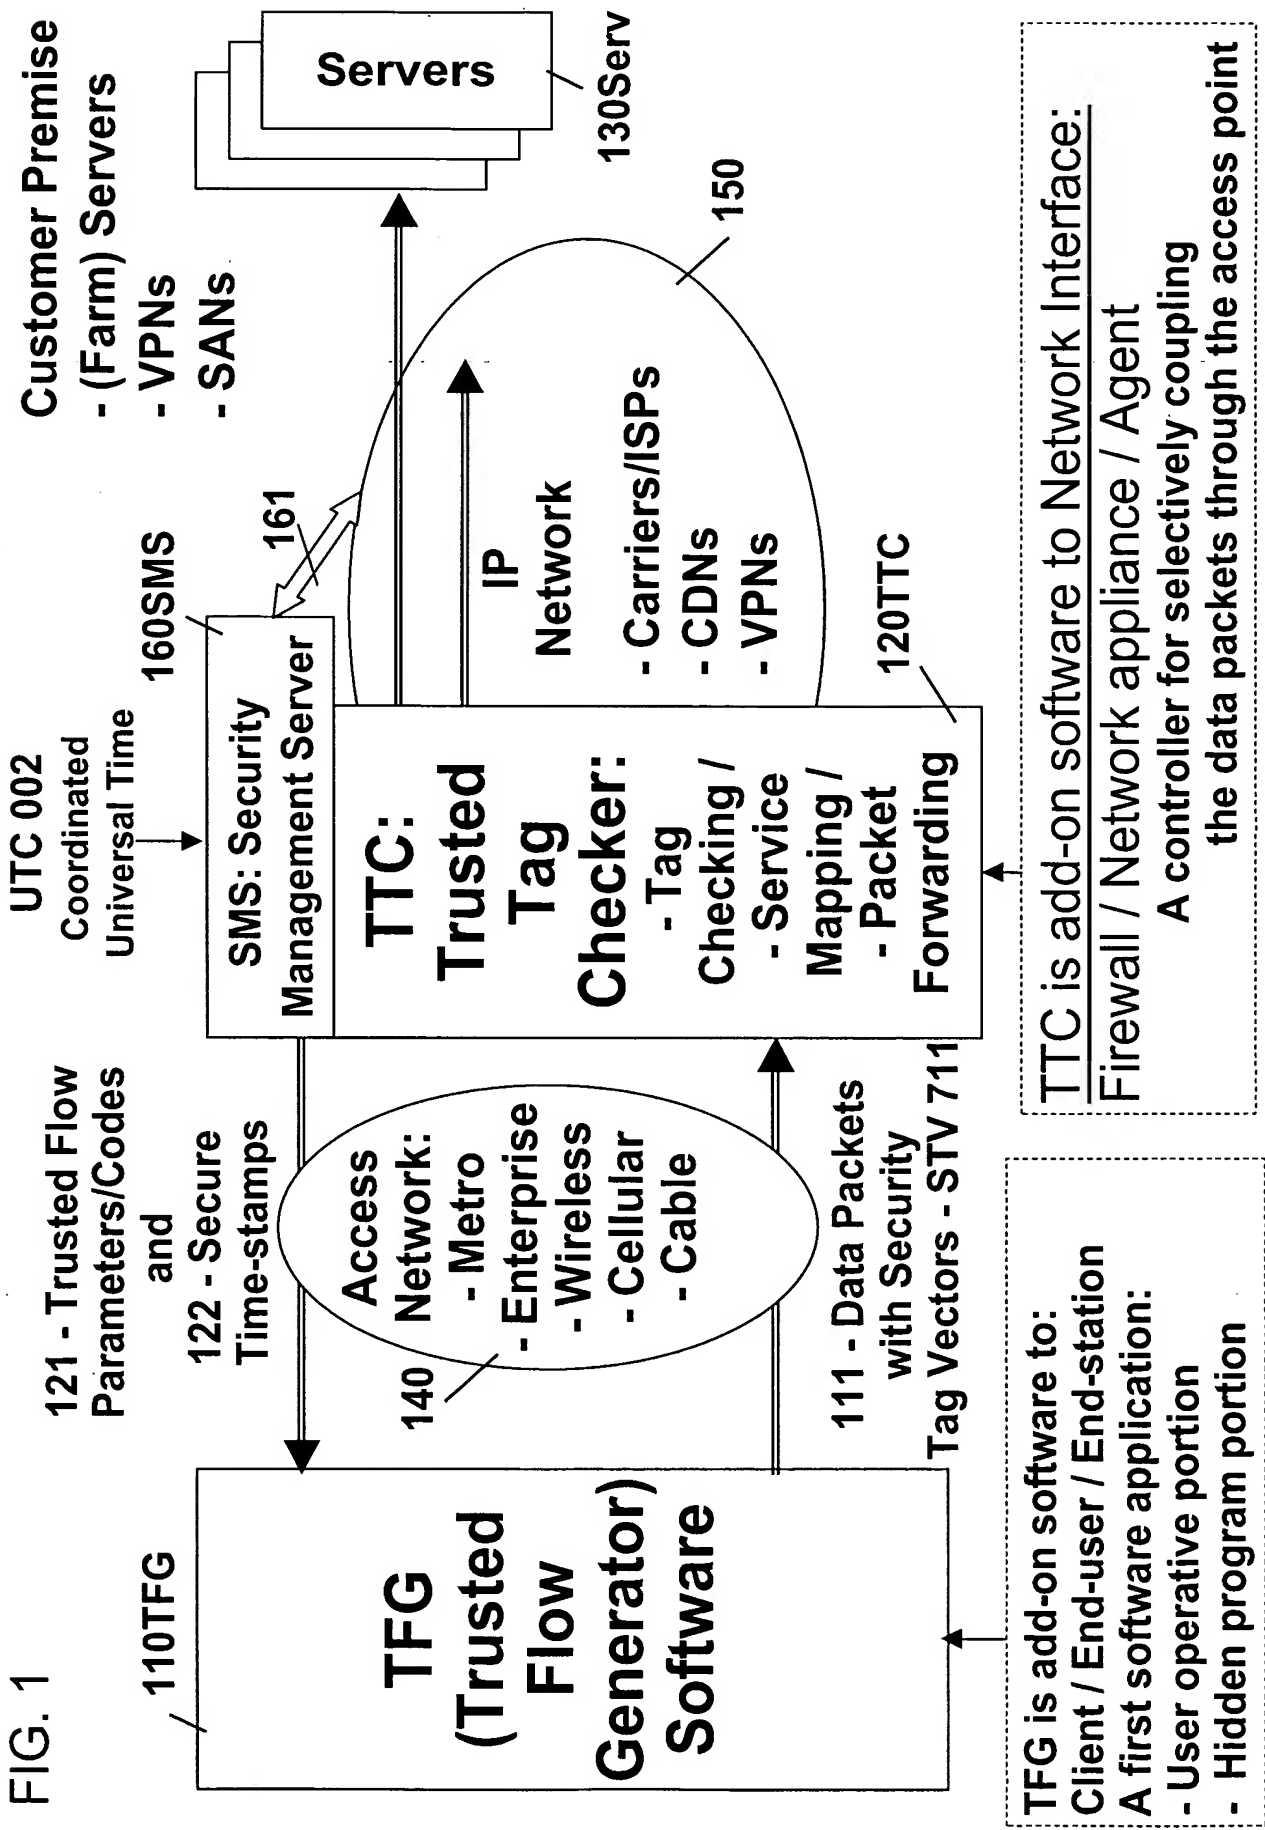 FIG. 1
110TFG
TFG
(Trusted
Flow
Generator)
Software
121 - Trusted Flow
Parameters/Codes
and
122 - Secure
Time-stamps
140
Access
Network:
- Metro
- Enterprise
- Wireless
- Cellular
- Cable
111 - Data Packets
with Security
Tag Vectors - STV 711
UTC 002
Coordinated
Universal Time
160SMS
SMS: Security
Management Server
161
TTC:
Trusted
Tag
Checker:
- Tag
Checking /
- Service
Mapping /
- Packet
Forwarding
120TTC
IP
Network
- Carriers/ISPs
- CDNs
- VPNs
150
Customer Premise
- (Farm) Servers
- VPNs
- SANs
Servers
130Serv
TFG is add-on software to:
Client / End-user / End-station
A first software application:
- User operative portion
- Hidden program portion
TTC is add-on software to Network Interface:
Firewall / Network appliance / Agent
A controller for selectively coupling
the data packets through the access point